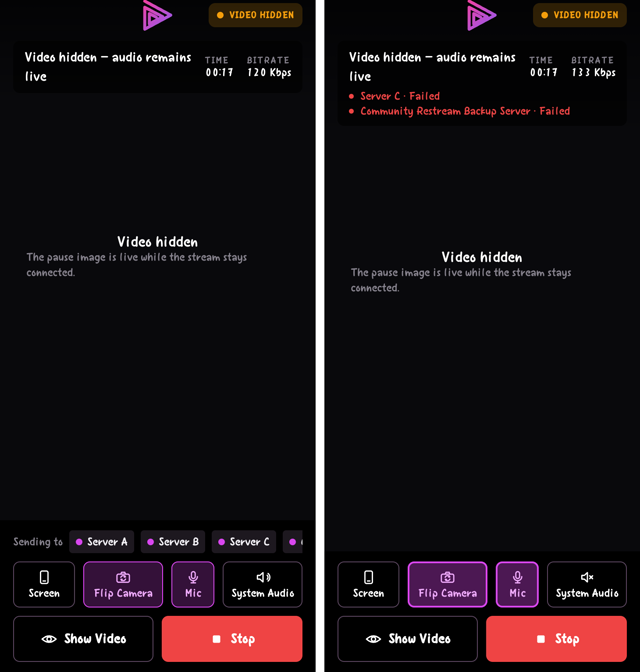 VIDEO HIDDEN
Video hidden — audio remains
live
TIME
00:17
BITRATE
120 Kbps
Video hidden
The pause image is live while the stream stays
connected.
Sending to
Server A
Server B
Server C
Screen
Flip Camera
Mic
System Audio
Show Video
Stop
VIDEO HIDDEN
Video hidden — audio remains
live
TIME
00:17
BITRATE
133 Kbps
Server C · Failed
Community Restream Backup Server · Failed
Video hidden
The pause image is live while the stream stays
connected.
Screen
Flip Camera
Mic
System Audio
Show Video
Stop